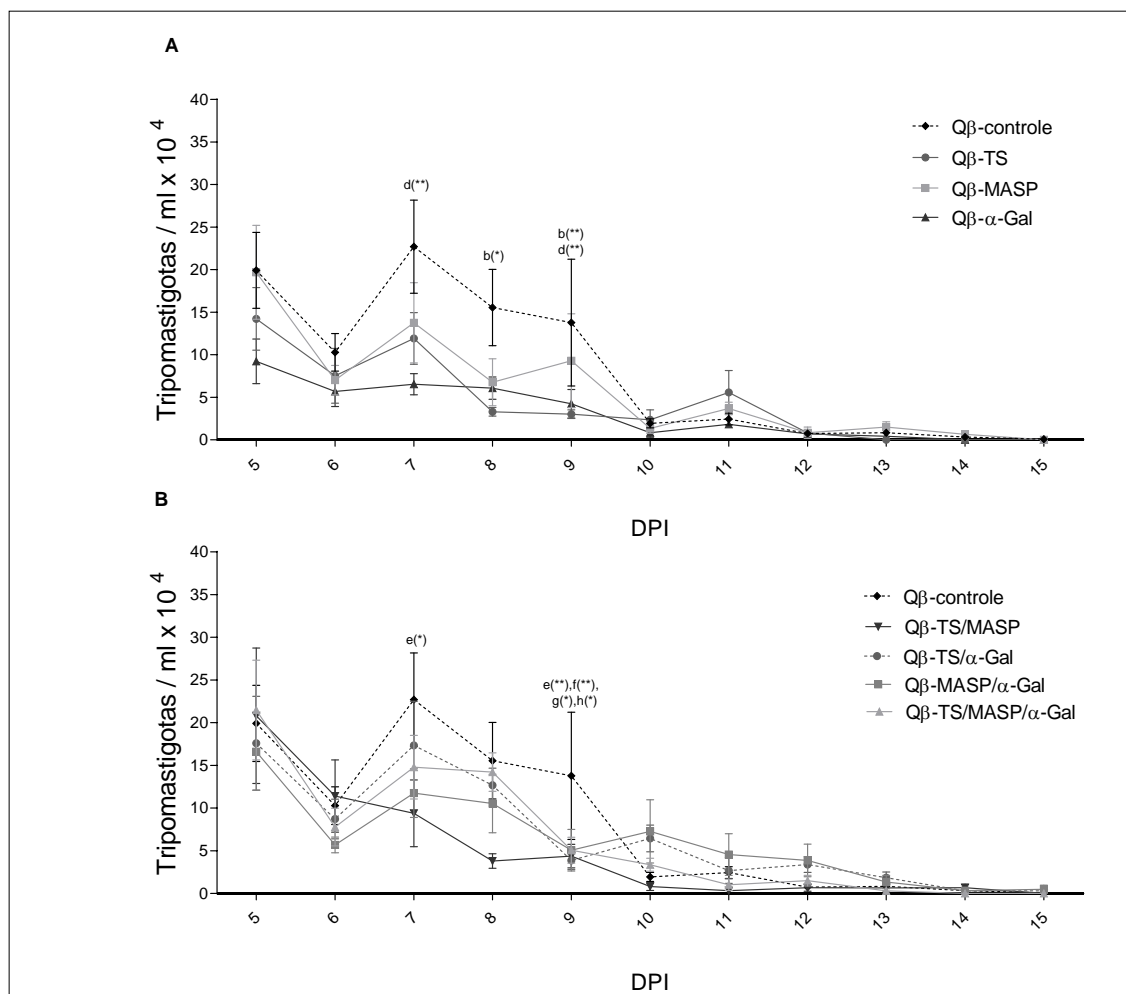 A
Tripomastigotas / ml x 10 4
40
35
30
25
20
15
10
5
0
d(**)
b(*)
b(**)
d(**)
Qβ-controle
Qβ-TS
Qβ-MASP
Qβ-α-Gal
5 6 7 8 9 10 11 12 13 14 15
DPI
B
Tripomastigotas / ml x 10 4
40
35
30
25
20
15
10
5
0
e(*)
e(**),f(**),
g(*),h(*)
Qβ-controle
Qβ-TS/MASP
Qβ-TS/α-Gal
Qβ-MASP/α-Gal
Qβ-TS/MASP/α-Gal
5 6 7 8 9 10 11 12 13 14 15
DPI